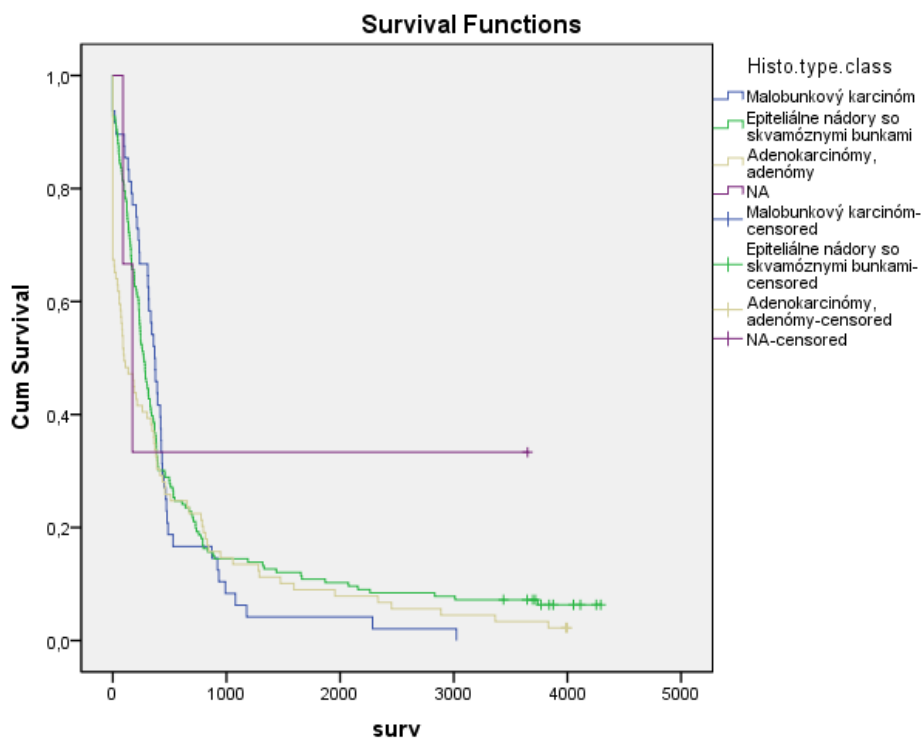 Survival Functions
Cum Survival
1,0
0,8
0,6
0,4
0,2
0,0
0
1000
2000
3000
4000
5000
surv
Histo.type.class
Malobunkový karcinóm
Epiteliálne nádory so
skvamóznymi bunkami
Adenokarcinómy,
adenómy
NA
Malobunkový karcinóm-
censored
Epiteliálne nádory so
skvamóznymi bunkami-
censored
Adenokarcinómy,
adenómy-censored
NA-censored